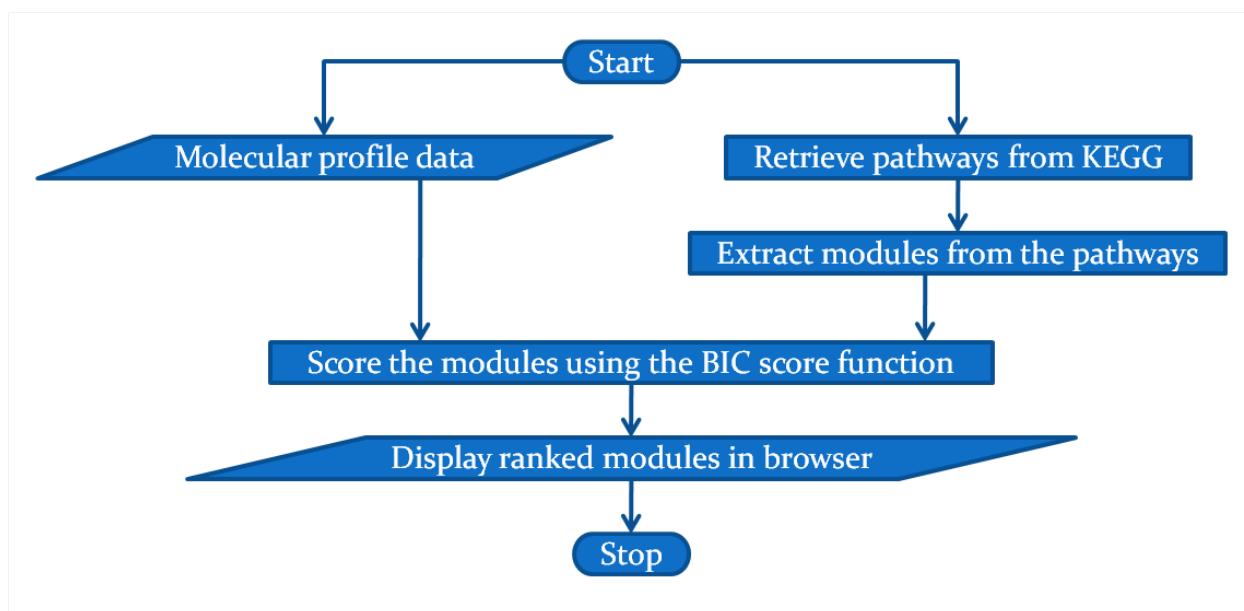 Start
Molecular profile data
Retrieve pathways from KEGG
Extract modules from the pathways
Score the modules using the BIC score function
Display ranked modules in browser
Stop